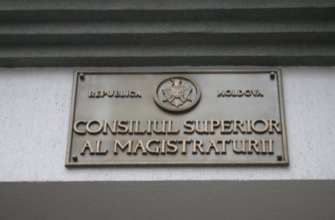 REPUBLICA MOLDOVA
CONSILIUL SUPERIOR
AL MAGISTRATURII